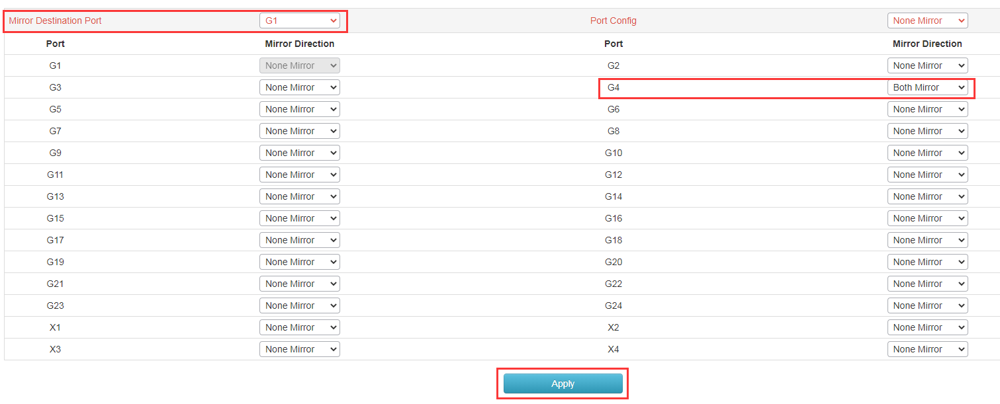 Mirror Destination Port G1 Port Config None Mirror
Port Mirror Direction Port Mirror Direction
G1 None Mirror G2 None Mirror
G3 None Mirror G4 Both Mirror
G5 None Mirror G6 None Mirror
G7 None Mirror G8 None Mirror
G9 None Mirror G10 None Mirror
G11 None Mirror G12 None Mirror
G13 None Mirror G14 None Mirror
G15 None Mirror G16 None Mirror
G17 None Mirror G18 None Mirror
G19 None Mirror G20 None Mirror
G21 None Mirror G22 None Mirror
G23 None Mirror G24 None Mirror
X1 None Mirror X2 None Mirror
X3 None Mirror X4 None Mirror
Apply